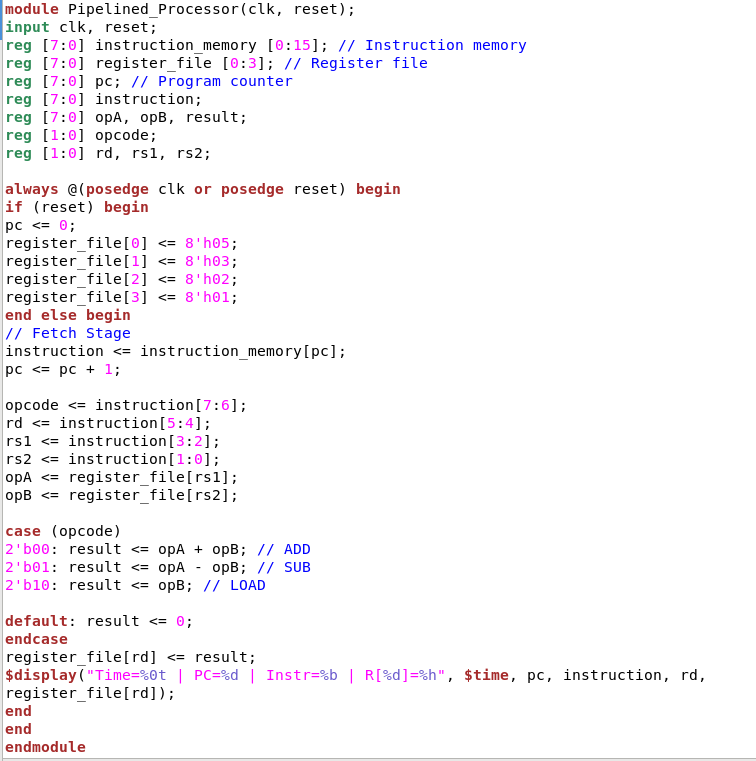 module Pipelined_Processor(clk, reset);
input clk, reset;
reg [7:0] instruction_memory [0:15]; // Instruction memory
reg [7:0] register_file [0:3]; // Register file
reg [7:0] pc; // Program counter
reg [7:0] instruction;
reg [7:0] opA, opB, result;
reg [1:0] opcode;
reg [1:0] rd, rs1, rs2;

always @(posedge clk or posedge reset) begin
if (reset) begin
pc <= 0;
register_file[0] <= 8'h05;
register_file[1] <= 8'h03;
register_file[2] <= 8'h02;
register_file[3] <= 8'h01;
end else begin
// Fetch Stage
instruction <= instruction_memory[pc];
pc <= pc + 1;

opcode <= instruction[7:6];
rd <= instruction[5:4];
rs1 <= instruction[3:2];
rs2 <= instruction[1:0];
opA <= register_file[rs1];
opB <= register_file[rs2];

case (opcode)
2'b00: result <= opA + opB; // ADD
2'b01: result <= opA - opB; // SUB
2'b10: result <= opB; // LOAD

default: result <= 0;
endcase
register_file[rd] <= result;
$display("Time=%0t | PC=%d | Instr=%b | R[%d]=%h", $time, pc, instruction, rd,
register_file[rd]);
end
end
endmodule